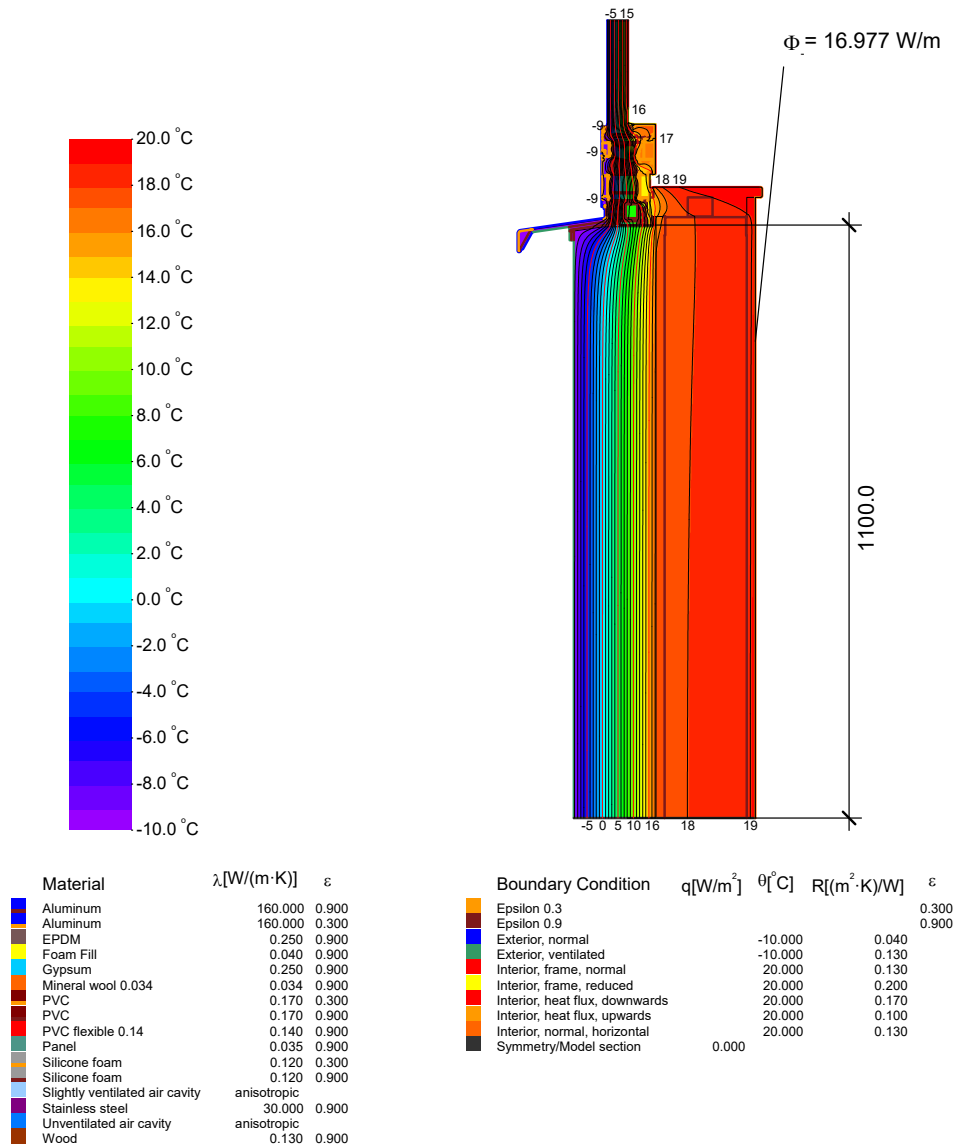 -5 15
Φ = 16.977 W/m
16
-9
17
-9
18 19
-9
20.0 °C
18.0 °C
16.0 °C
14.0 °C
12.0 °C
10.0 °C
8.0 °C
6.0 °C
4.0 °C
2.0 °C
0.0 °C
-2.0 °C
-4.0 °C
-6.0 °C
-8.0 °C
-10.0 °C
1100.0
-5 0 5 10 16 18 19
Material λ[W/(m·K)] ε
Aluminum 160.000 0.900
Aluminum 160.000 0.300
EPDM 0.250 0.900
Foam Fill 0.040 0.900
Gypsum 0.250 0.900
Mineral wool 0.034 0.034 0.900
PVC 0.170 0.300
PVC 0.170 0.900
PVC flexible 0.14 0.140 0.900
Panel 0.035 0.900
Silicone foam 0.120 0.300
Silicone foam 0.120 0.900
Slightly ventilated air cavity anisotropic
Stainless steel 30.000 0.900
Unventilated air cavity anisotropic
Wood 0.130 0.900
Boundary Condition q[W/m²] θ[°C] R[(m²·K)/W] ε
Epsilon 0.3 0.300
Epsilon 0.9 0.900
Exterior, normal -10.000 0.040
Exterior, ventilated -10.000 0.130
Interior, frame, normal 20.000 0.130
Interior, frame, reduced 20.000 0.200
Interior, heat flux, downwards 20.000 0.170
Interior, heat flux, upwards 20.000 0.100
Interior, normal, horizontal 20.000 0.130
Symmetry/Model section 0.000